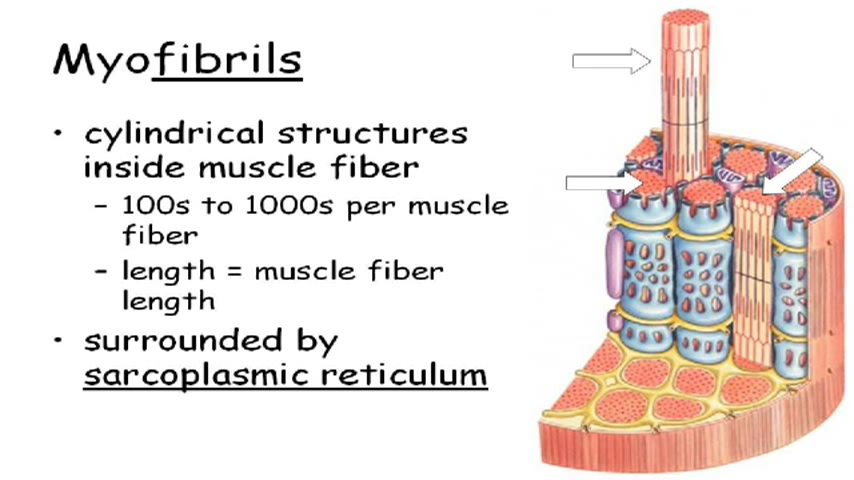 Myofibrils
• cylindrical structures
inside muscle fiber
– 100s to 1000s per muscle
fiber
– length = muscle fiber
length
• surrounded by
sarcoplasmic reticulum